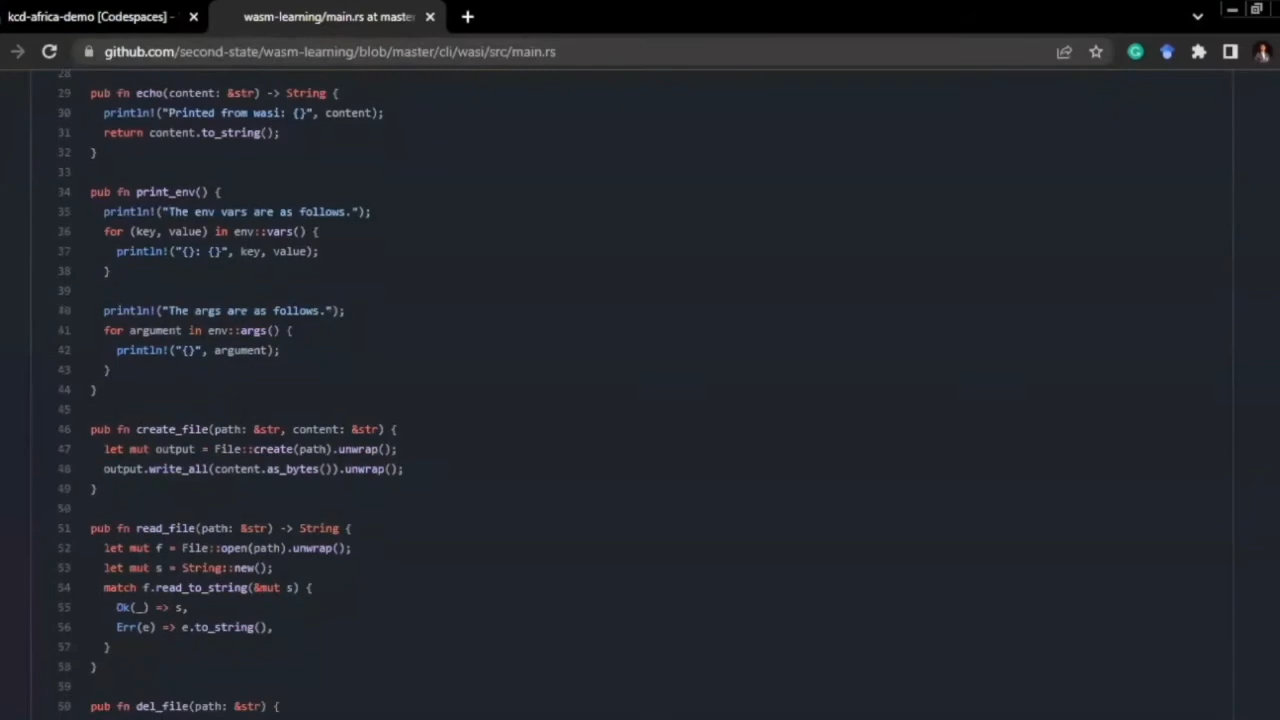 kcd-africa-demo [Codespaces] -
wasm-learning/main.rs at master
github.com/second-state/wasm-learning/blob/master/cli/wasi/src/main.rs
28
29 pub fn echo(content: &str) -> String {
30 println!("Printed from wasi: {}", content);
31 return content.to_string();
32 }
33
34 pub fn print_env() {
35 println!("The env vars are as follows.");
36 for (key, value) in env::vars() {
37 println!("{}: {}", key, value);
38 }
39
40 println!("The args are as follows.");
41 for argument in env::args() {
42 println!("{}", argument);
43 }
44 }
45
46 pub fn create_file(path: &str, content: &str) {
47 let mut output = File::create(path).unwrap();
48 output.write_all(content.as_bytes()).unwrap();
49 }
50
51 pub fn read_file(path: &str) -> String {
52 let mut f = File::open(path).unwrap();
53 let mut s = String::new();
54 match f.read_to_string(&mut s) {
55 Ok(_) => s,
56 Err(e) => e.to_string(),
57 }
58 }
59
60 pub fn del_file(path: &str) {